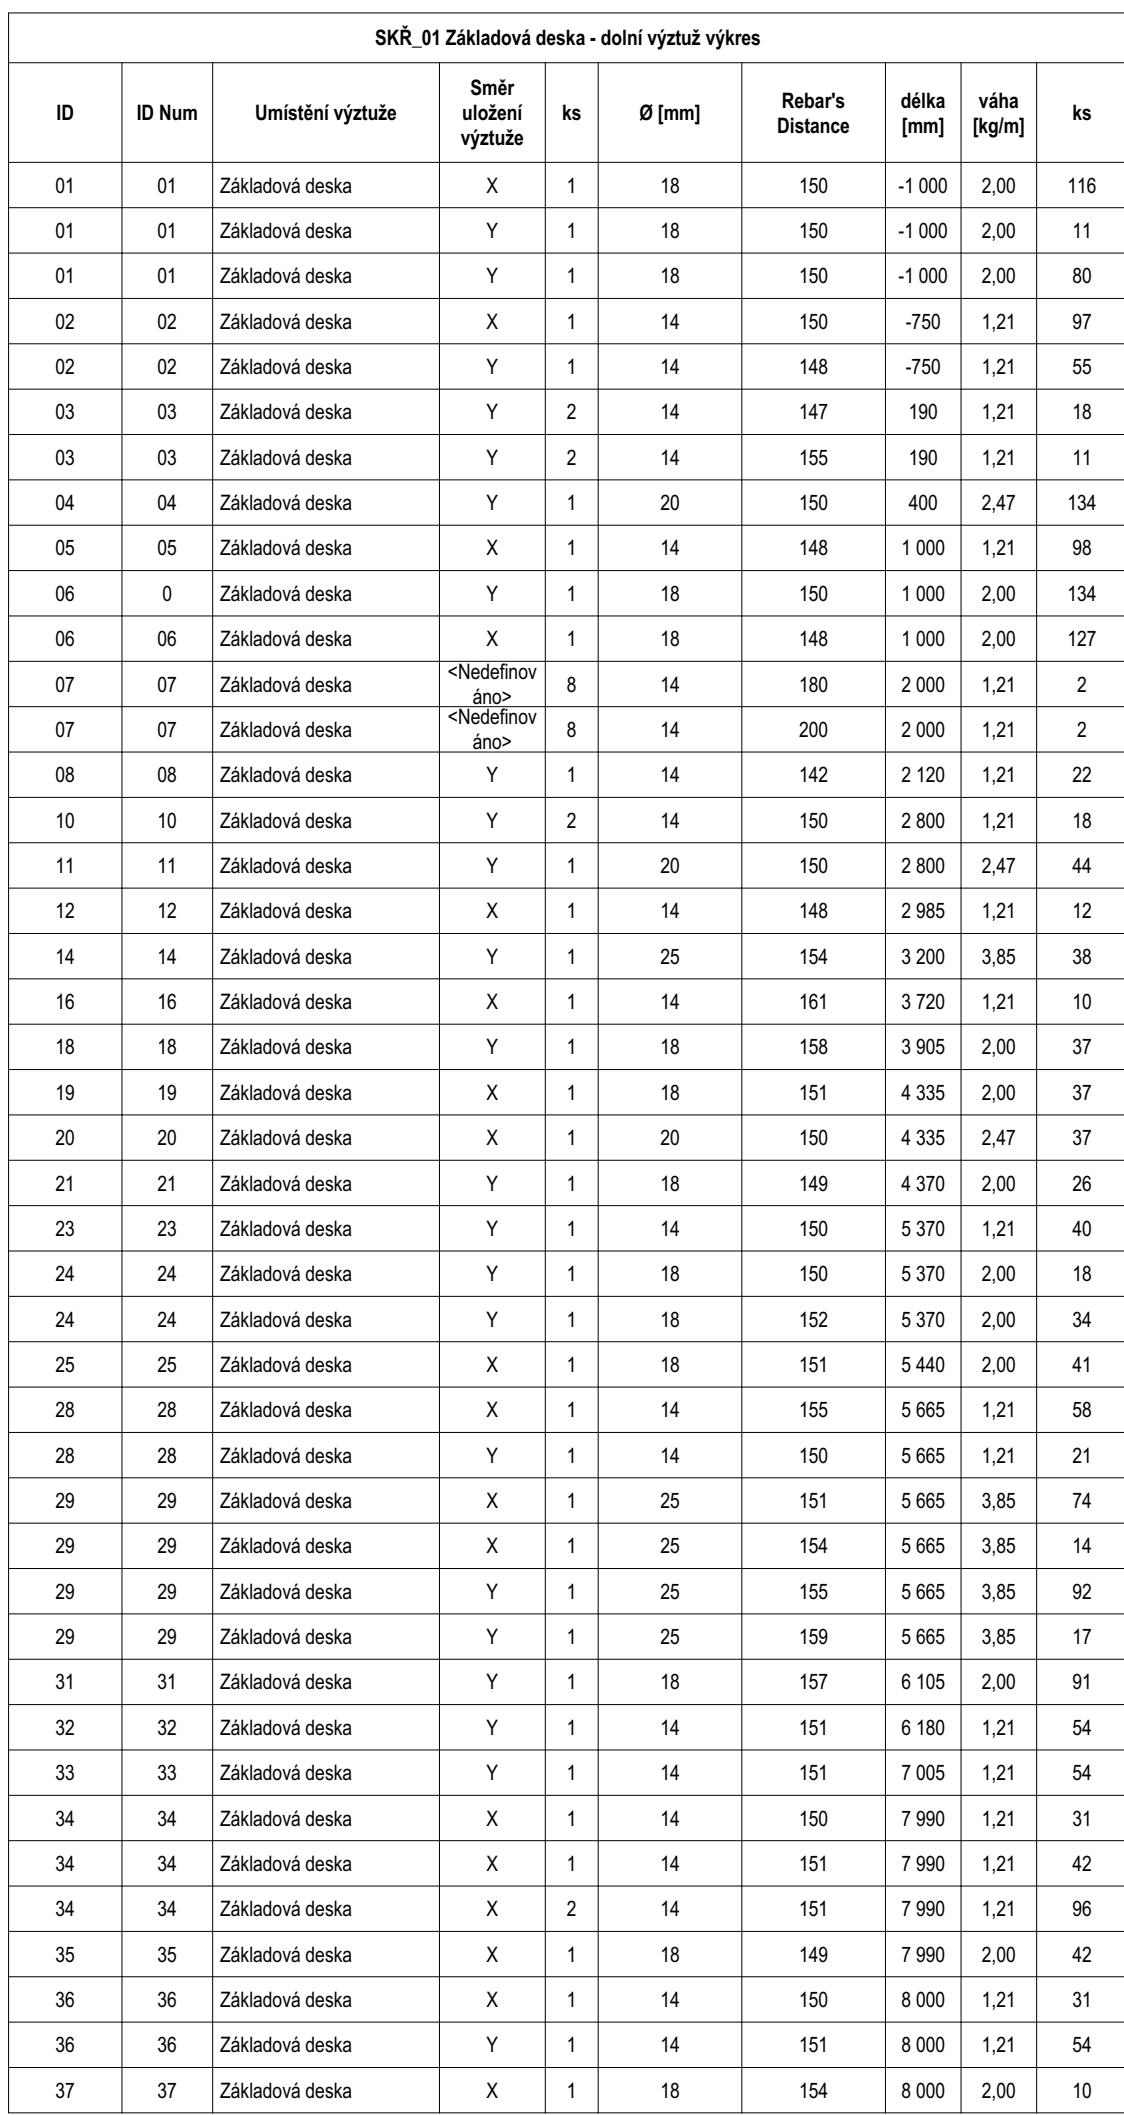 SKŘ_01 Základová deska - dolní výztuž výkres
ID ID Num Umístění výztuže Směr uložení výztuže ks Ø [mm] Rebar's Distance délka [mm] váha [kg/m] ks
01 01 Základová deska X 1 18 150 -1 000 2,00 116
01 01 Základová deska Y 1 18 150 -1 000 2,00 11
01 01 Základová deska Y 1 18 150 -1 000 2,00 80
02 02 Základová deska X 1 14 150 -750 1,21 97
02 02 Základová deska Y 1 14 148 -750 1,21 55
03 03 Základová deska Y 2 14 147 190 1,21 18
03 03 Základová deska Y 2 14 155 190 1,21 11
04 04 Základová deska Y 1 20 150 400 2,47 134
05 05 Základová deska X 1 14 148 1 000 1,21 98
06 0 Základová deska Y 1 18 150 1 000 2,00 134
06 06 Základová deska X 1 18 148 1 000 2,00 127
07 07 Základová deska <Nedefinováno> 8 14 180 2 000 1,21 2
07 07 Základová deska <Nedefinováno> 8 14 200 2 000 1,21 2
08 08 Základová deska Y 1 14 142 2 120 1,21 22
10 10 Základová deska Y 2 14 150 2 800 1,21 18
11 11 Základová deska Y 1 20 150 2 800 2,47 44
12 12 Základová deska X 1 14 148 2 985 1,21 12
14 14 Základová deska Y 1 25 154 3 200 3,85 38
16 16 Základová deska X 1 14 161 3 720 1,21 10
18 18 Základová deska Y 1 18 158 3 905 2,00 37
19 19 Základová deska X 1 18 151 4 335 2,00 37
20 20 Základová deska X 1 20 150 4 335 2,47 37
21 21 Základová deska Y 1 18 149 4 370 2,00 26
23 23 Základová deska Y 1 14 150 5 370 1,21 40
24 24 Základová deska Y 1 18 150 5 370 2,00 18
24 24 Základová deska Y 1 18 152 5 370 2,00 34
25 25 Základová deska X 1 18 151 5 440 2,00 41
28 28 Základová deska X 1 14 155 5 665 1,21 58
28 28 Základová deska Y 1 14 150 5 665 1,21 21
29 29 Základová deska X 1 25 151 5 665 3,85 74
29 29 Základová deska X 1 25 154 5 665 3,85 14
29 29 Základová deska Y 1 25 155 5 665 3,85 92
29 29 Základová deska Y 1 25 159 5 665 3,85 17
31 31 Základová deska Y 1 18 157 6 105 2,00 91
32 32 Základová deska Y 1 14 151 6 180 1,21 54
33 33 Základová deska Y 1 14 151 7 005 1,21 54
34 34 Základová deska X 1 14 150 7 990 1,21 31
34 34 Základová deska X 1 14 151 7 990 1,21 42
34 34 Základová deska X 2 14 151 7 990 1,21 96
35 35 Základová deska X 1 18 149 7 990 2,00 42
36 36 Základová deska X 1 14 150 8 000 1,21 31
36 36 Základová deska Y 1 14 151 8 000 1,21 54
37 37 Základová deska X 1 18 154 8 000 2,00 10